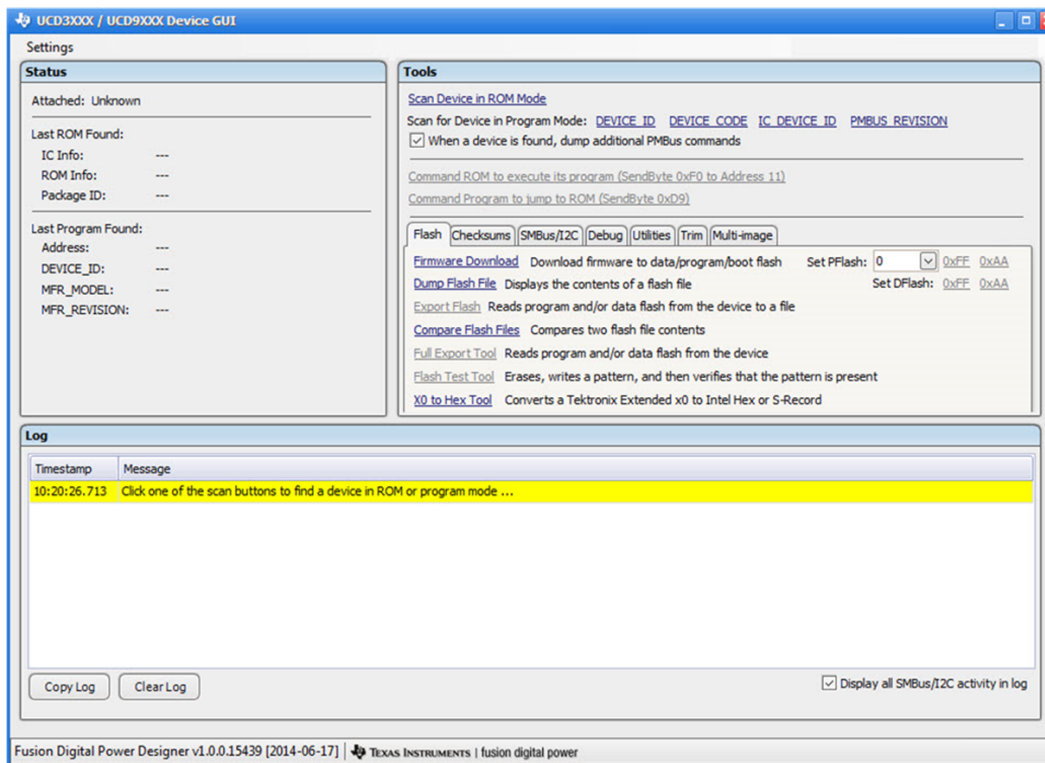 UCD3XXX / UCD9XXX Device GUI
Settings
Status
Attached: Unknown
Last ROM Found:
IC Info: ---
ROM Info: ---
Package ID: ---
Last Program Found:
Address: ---
DEVICE_ID: ---
MFR_MODEL: ---
MFR_REVISION: ---
Tools
Scan Device in ROM Mode
Scan for Device in Program Mode: DEVICE_ID DEVICE_CODE IC_DEVICE_ID PMBUS_REVISION
When a device is found, dump additional PMBus commands
Command ROM to execute its program (SendByte 0xF0 to Address 11)
Command Program to jump to ROM (SendByte 0xD9)
Flash Checksums SMBus/I2C Debug Utilities Trim Multi-image
Firmware Download Download firmware to data/program/boot flash Set PFlash: 0 0xFF 0xAA
Dump Flash File Displays the contents of a flash file Set DFlash: 0xFF 0xAA
Export Flash Reads program and/or data flash from the device to a file
Compare Flash Files Compares two flash file contents
Full Export Tool Reads program and/or data flash from the device
Flash Test Tool Erases, writes a pattern, and then verifies that the pattern is present
X0 to Hex Tool Converts a Tektronix Extended x0 to Intel Hex or S-Record
Log
Timestamp Message
10:20:26.713 Click one of the scan buttons to find a device in ROM or program mode ...
Copy Log Clear Log Display all SMBus/I2C activity in log
Fusion Digital Power Designer v1.0.0.15439 [2014-06-17] TEXAS INSTRUMENTS | fusion digital power